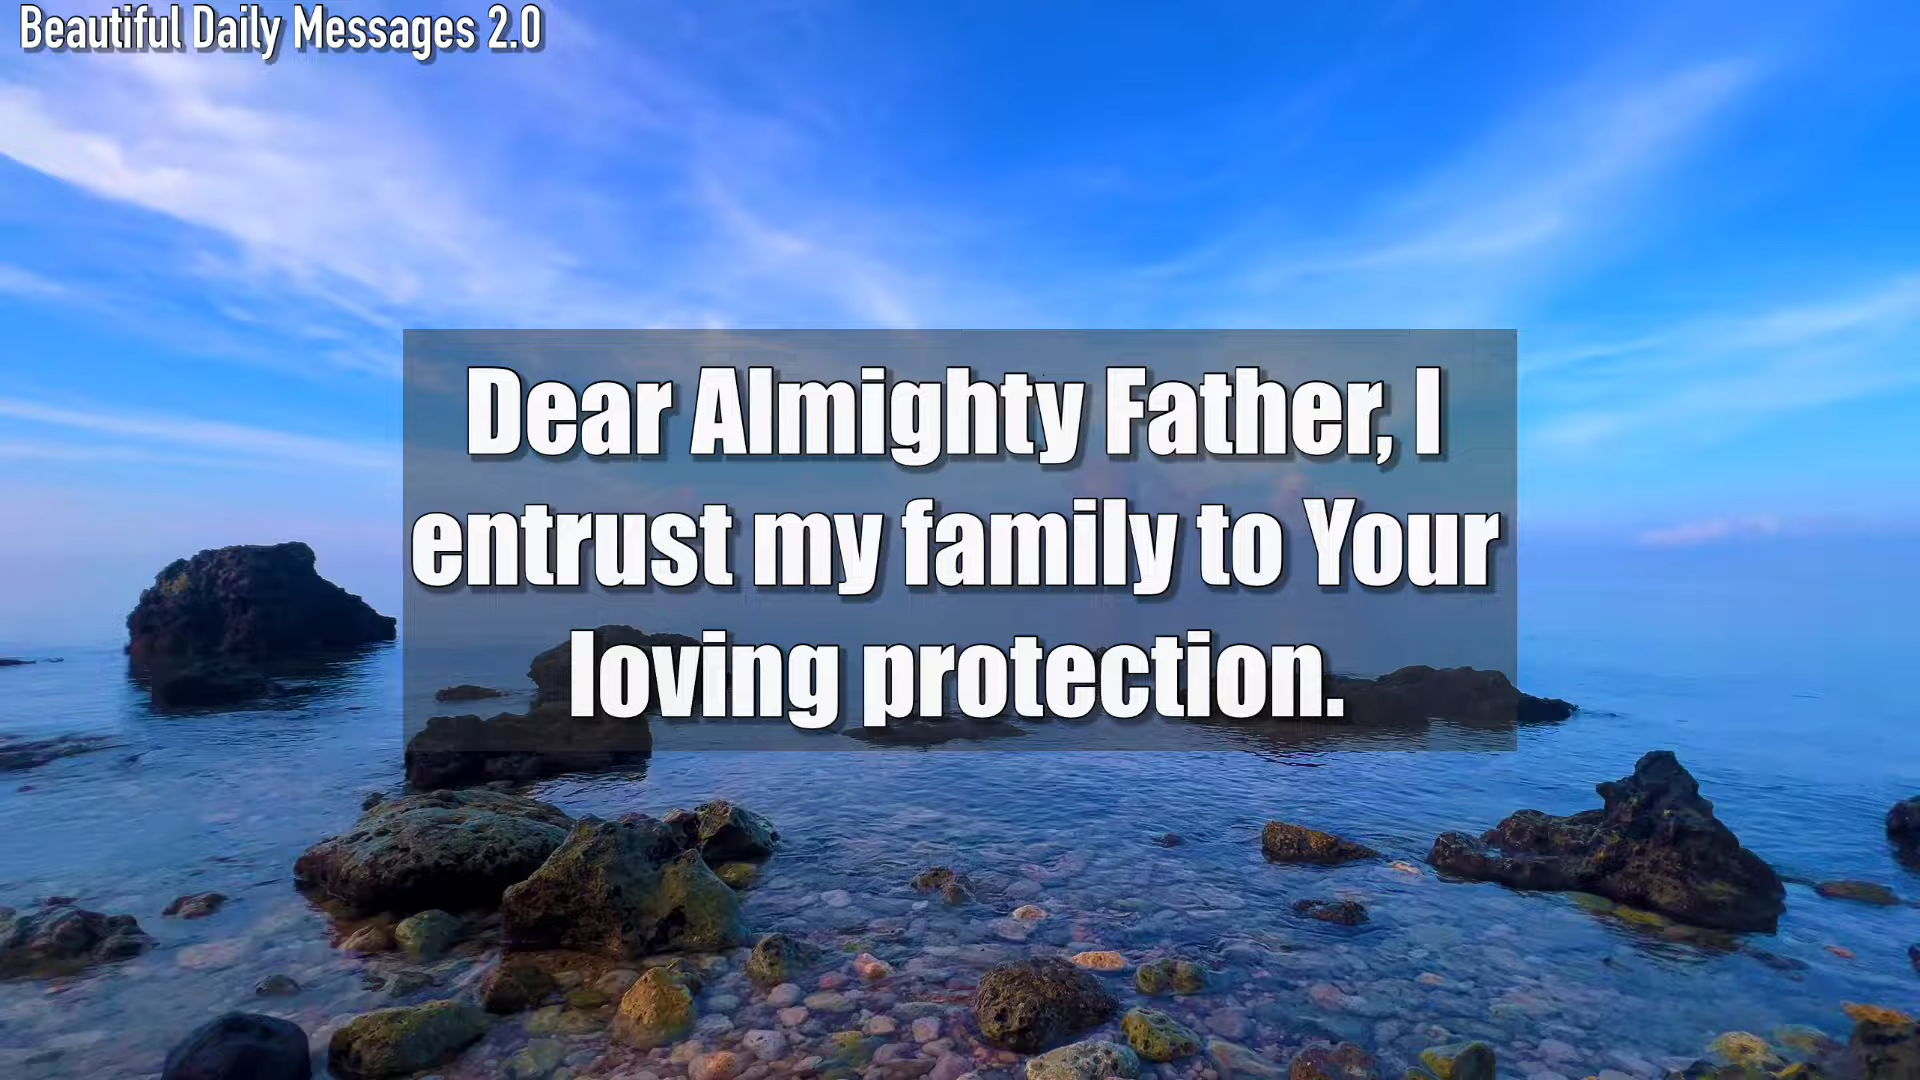 Beautiful Daily Messages 2.0
Dear Almighty Father, I
entrust my family to Your
loving protection.